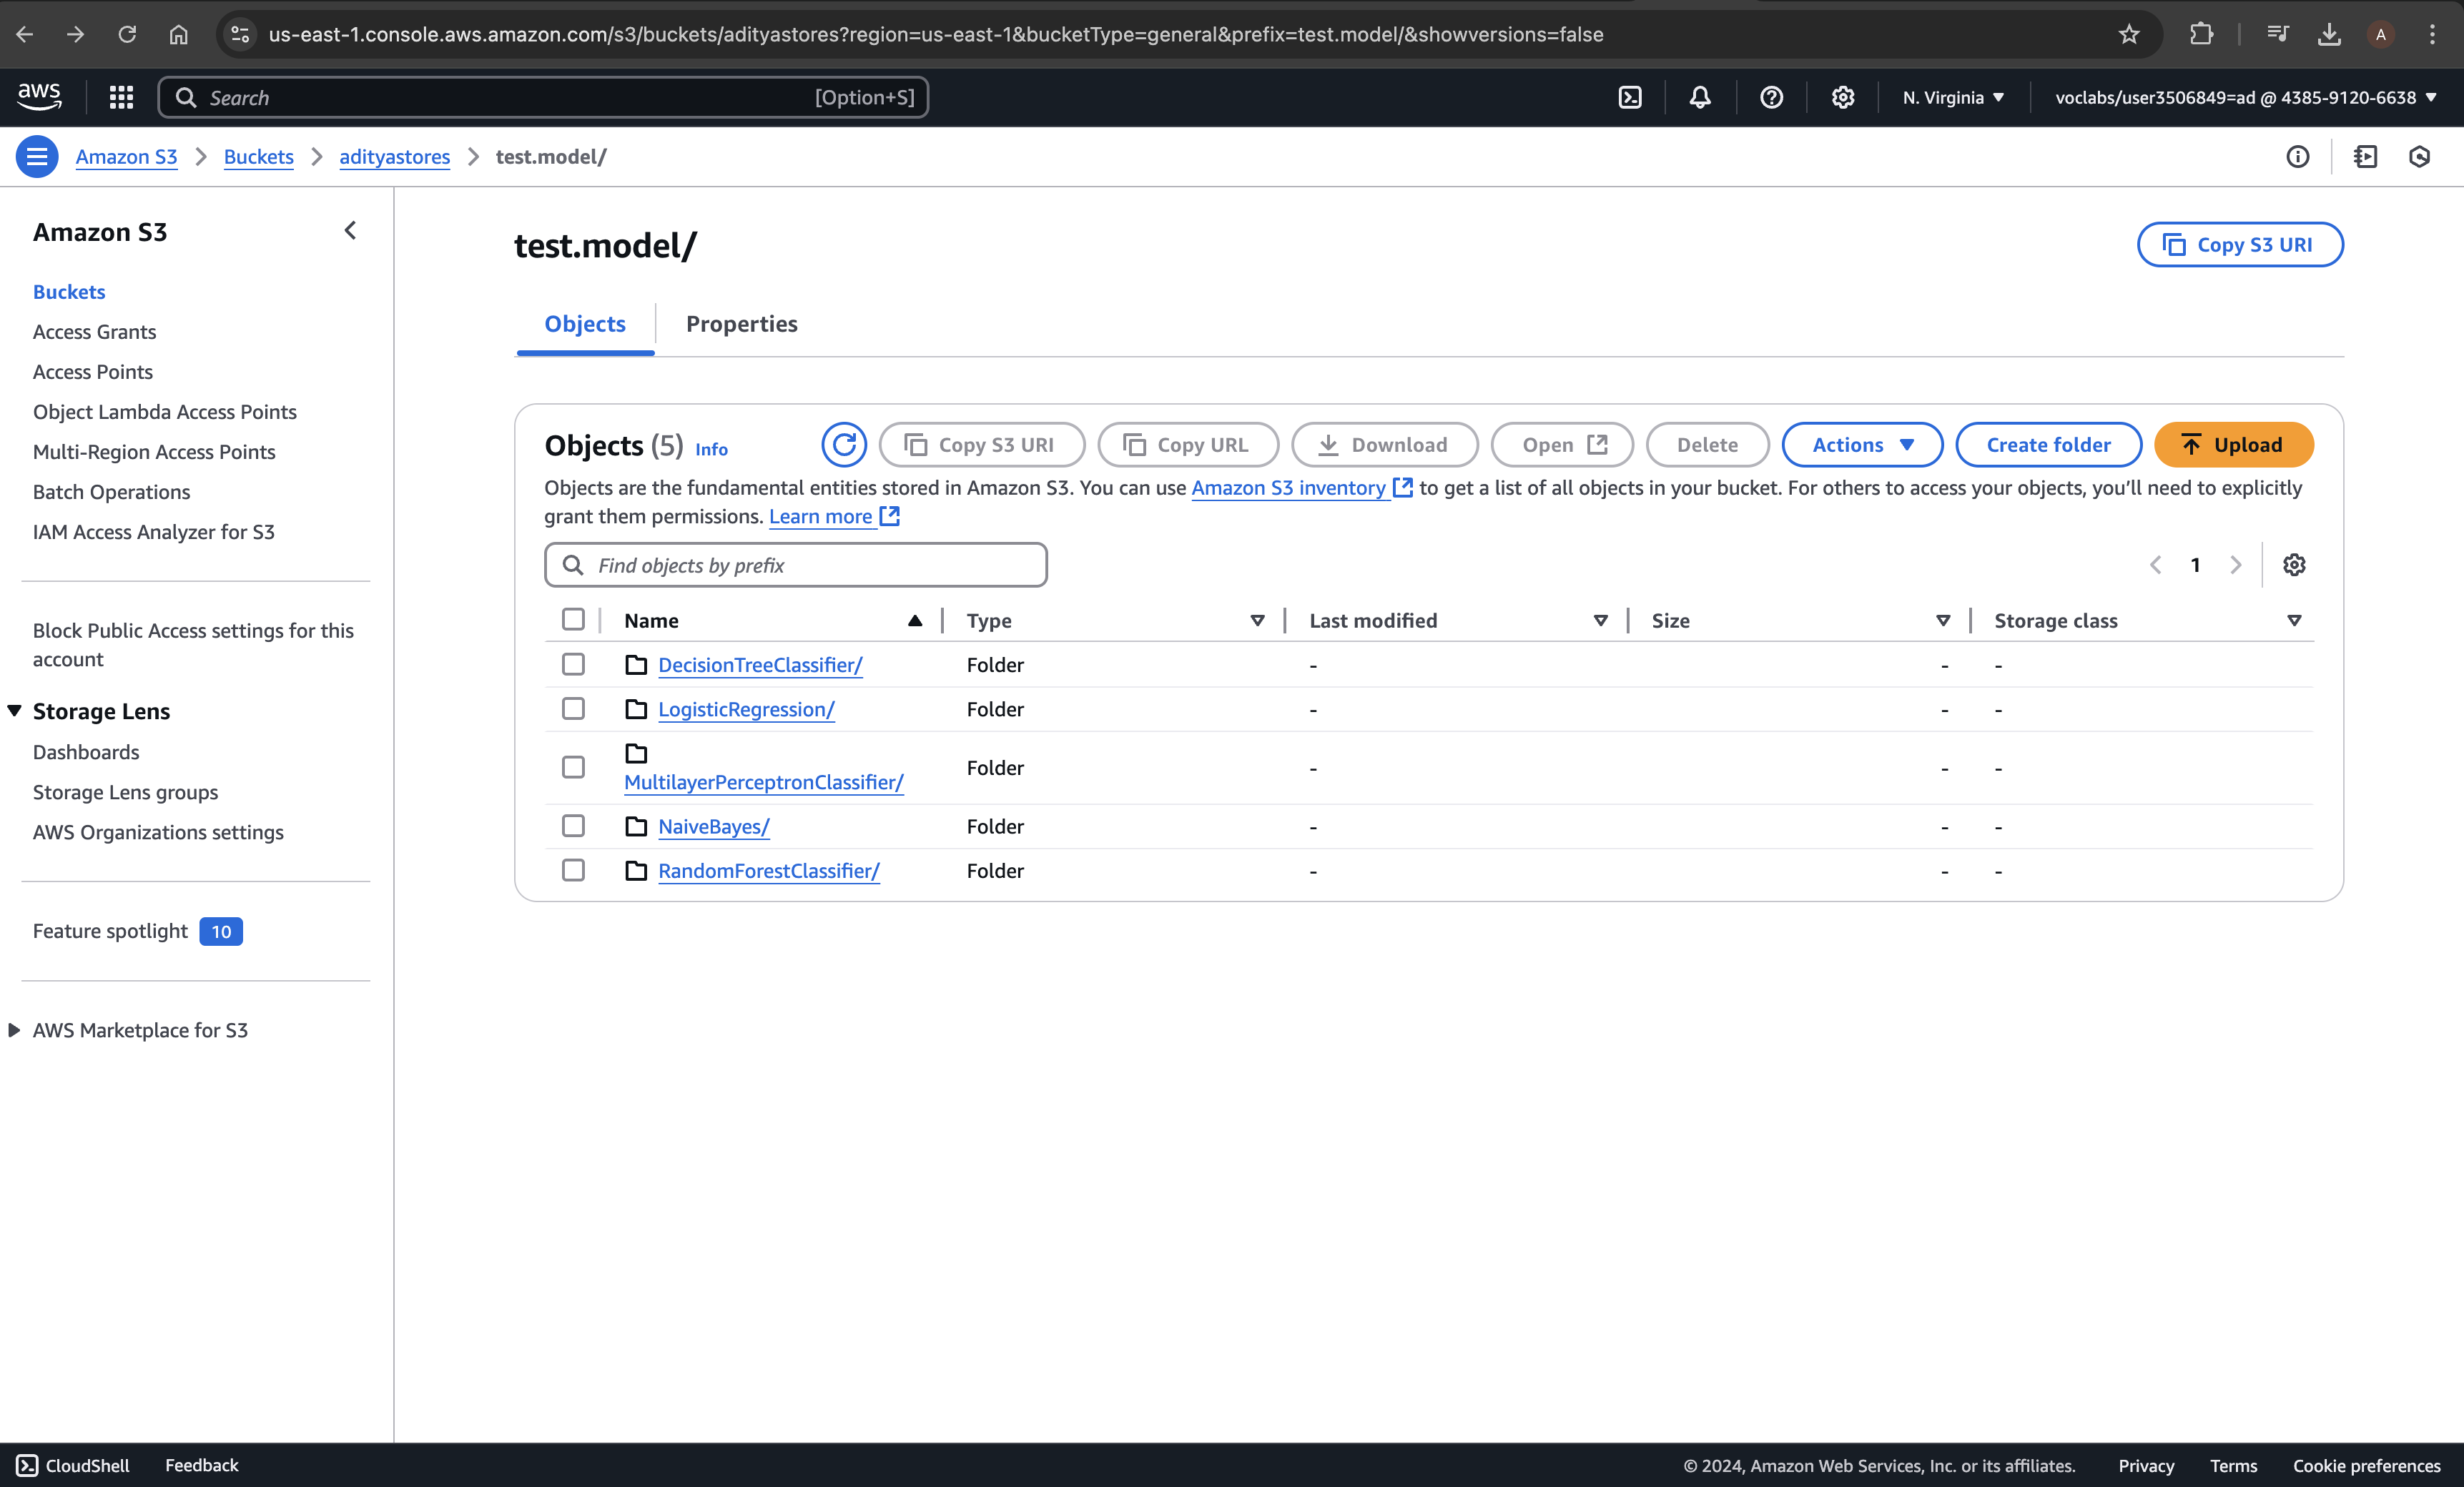 us-east-1.console.aws.amazon.com/s3/buckets/adityastores?region=us-east-1&bucketType=general&prefix=test.model/&showversions=false
A
aws
Search
[Option+S]
N. Virginia
voclabs/user3506849=ad @ 4385-9120-6638
Amazon S3
Buckets
adityastores
test.model/
Amazon S3
Buckets
Access Grants
Access Points
Object Lambda Access Points
Multi-Region Access Points
Batch Operations
IAM Access Analyzer for S3
Block Public Access settings for this
account
Storage Lens
Dashboards
Storage Lens groups
AWS Organizations settings
Feature spotlight 10
AWS Marketplace for S3
test.model/
Copy S3 URI
Objects
Properties
Objects (5) Info
Copy S3 URI
Copy URL
Download
Open
Delete
Actions
Create folder
Upload
Objects are the fundamental entities stored in Amazon S3. You can use Amazon S3 inventory to get a list of all objects in your bucket. For others to access your objects, you’ll need to explicitly
grant them permissions. Learn more
Find objects by prefix
1
Name Type Last modified Size Storage class
DecisionTreeClassifier/ Folder - - -
LogisticRegression/ Folder - - -
MultilayerPerceptronClassifier/ Folder - - -
NaiveBayes/ Folder - - -
RandomForestClassifier/ Folder - - -
CloudShell
Feedback
© 2024, Amazon Web Services, Inc. or its affiliates.
Privacy
Terms
Cookie preferences